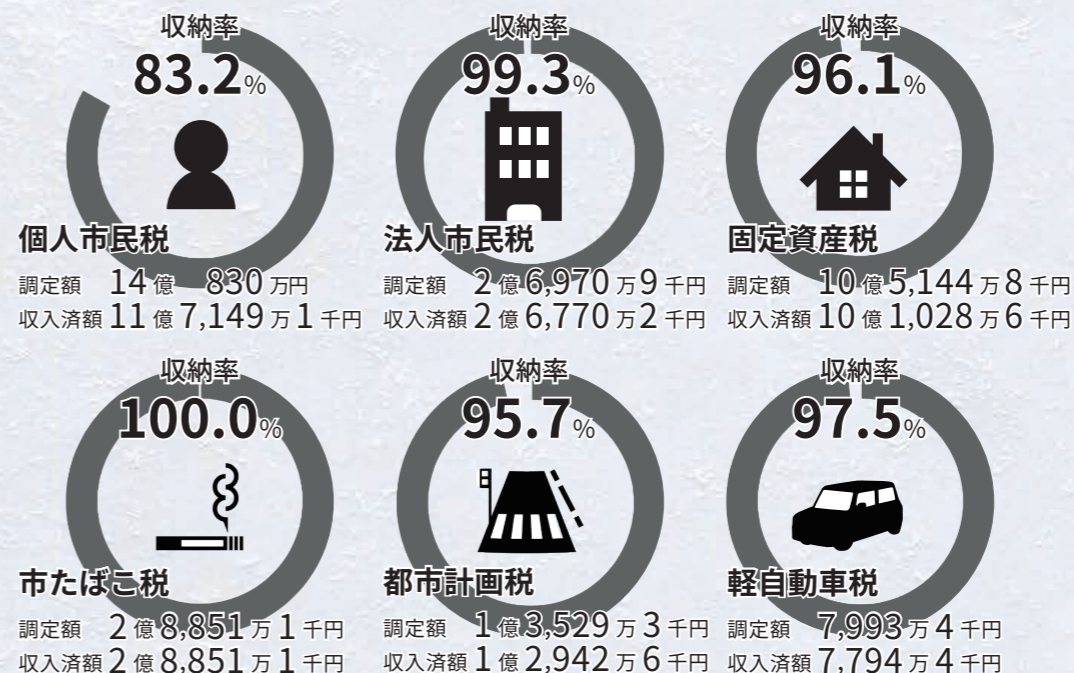 収納率
83.2%
個人市民税
調定額 14億 830万円
収入済額 11億7,149万1千円
収納率
99.3%
法人市民税
調定額 2億6,970万9千円
収入済額 2億6,770万2千円
収納率
96.1%
固定資産税
調定額 10億5,144万8千円
収入済額 10億1,028万6千円
収納率
100.0%
市たばこ税
調定額 2億8,851万1千円
収入済額 2億8,851万1千円
収納率
95.7%
都市計画税
調定額 1億3,529万3千円
収入済額 1億2,942万6千円
収納率
97.5%
軽自動車税
調定額 7,993万4千円
収入済額 7,794万4千円